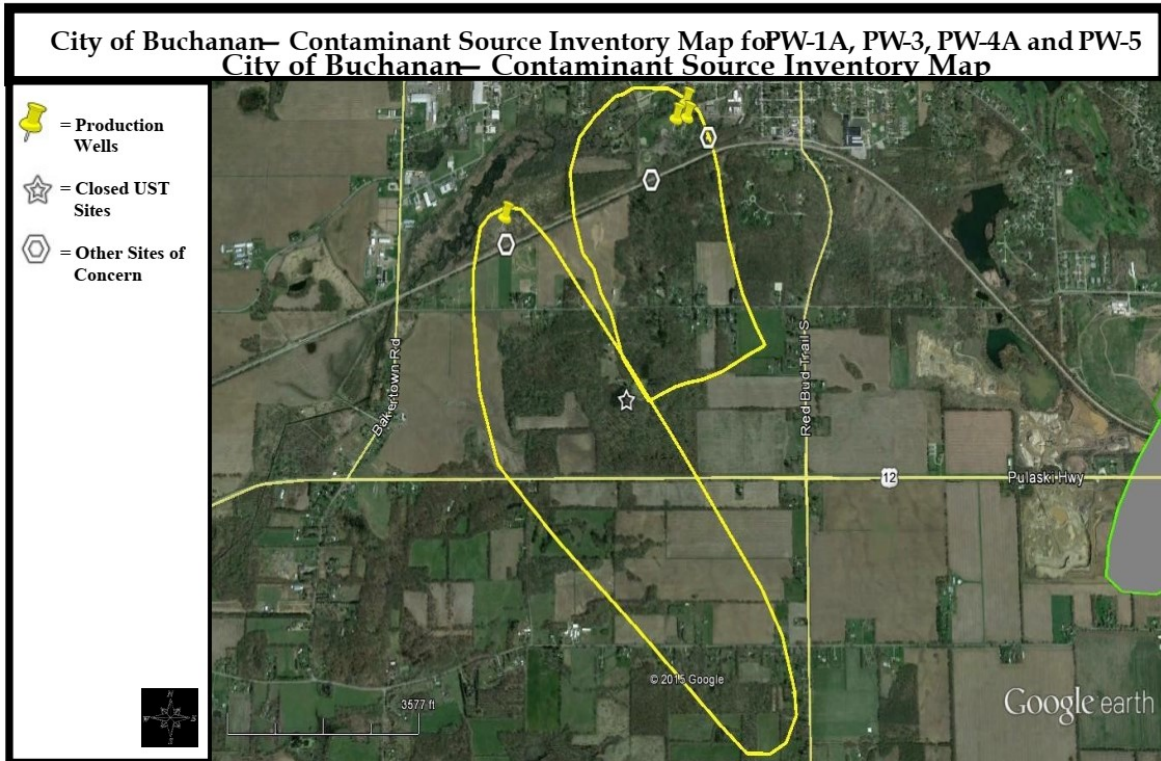 City of Buchanan— Contaminant Source Inventory Map foPW-1A, PW-3, PW-4A and PW-5
City of Buchanan— Contaminant Source Inventory Map
= Production
Wells
= Closed UST
Sites
= Other Sites of
Concern
Bakertown Rd
Red Bud Trail S
12
Pulaski Hwy
© 2015 Google
3577 ft
Google earth